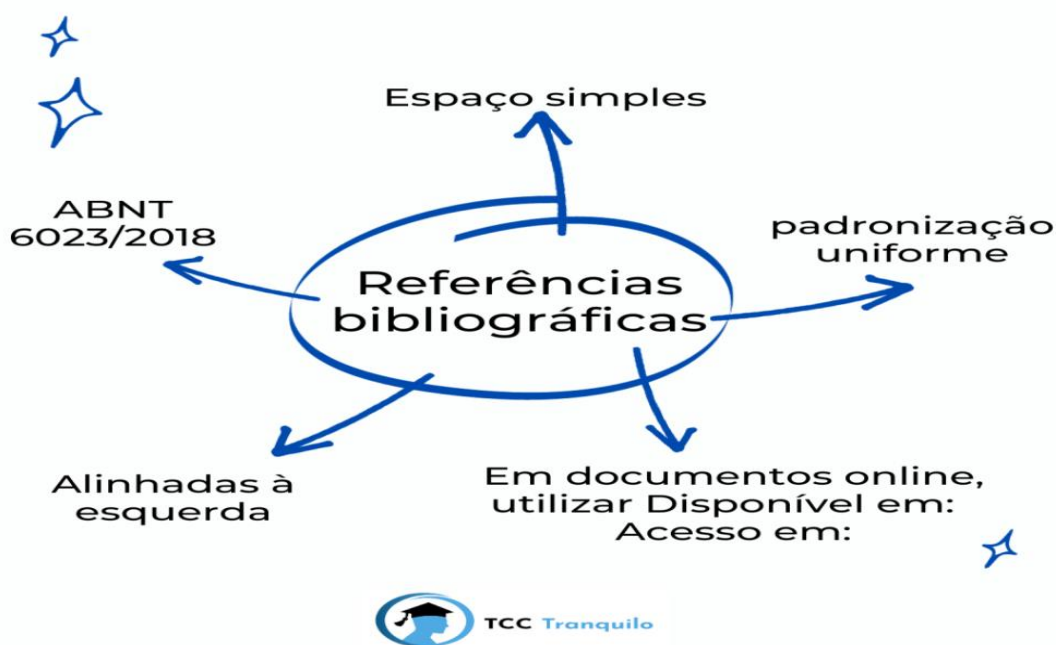 Espaço simples
ABNT
6023/2018
padronização
uniforme
Referências
bibliográficas
Alinhadas à
esquerda
Em documentos online,
utilizar Disponível em:
Acesso em:
TCC Tranquilo